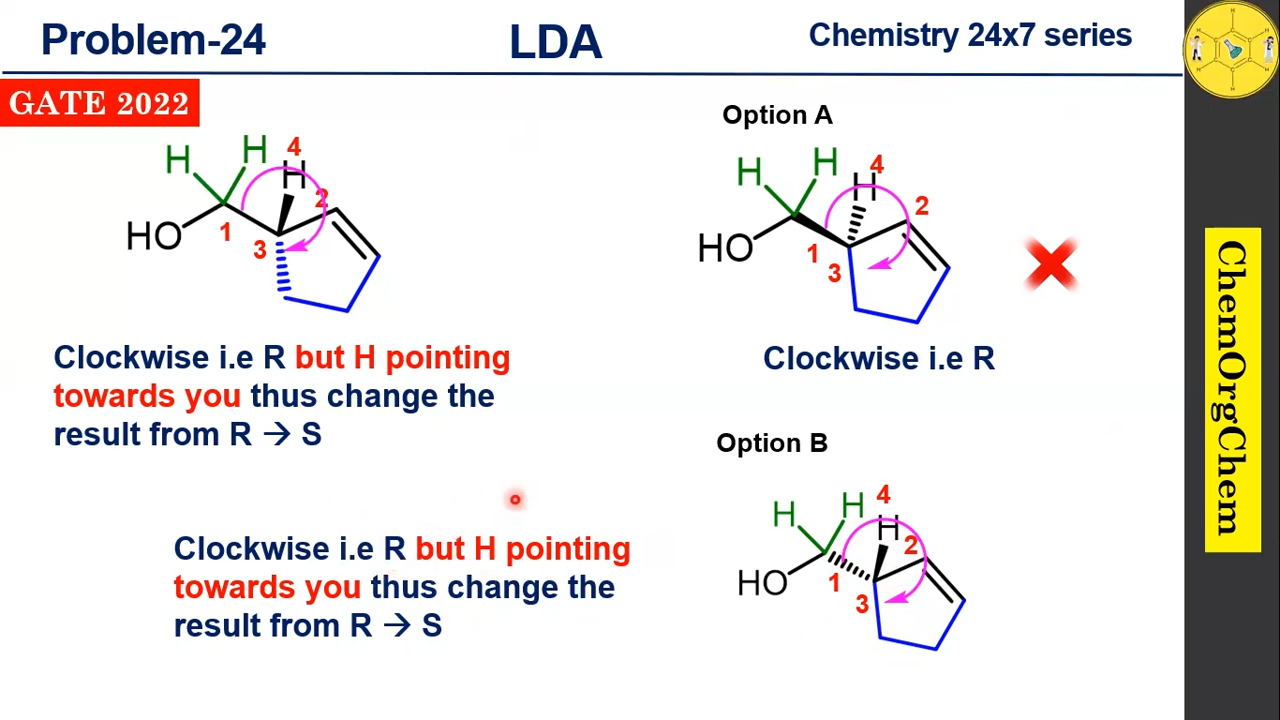 Problem-24
LDA
Chemistry 24x7 series
GATE 2022
H
H
4
H
2
HO
1
3
Clockwise i.e R but H pointing
towards you thus change the
result from R → S
Clockwise i.e R but H pointing
towards you thus change the
result from R → S
Option A
H
H
4
H
2
HO
1
3
Clockwise i.e R
Option B
H
H
4
H
2
HO
1
3
ChemOrgChem